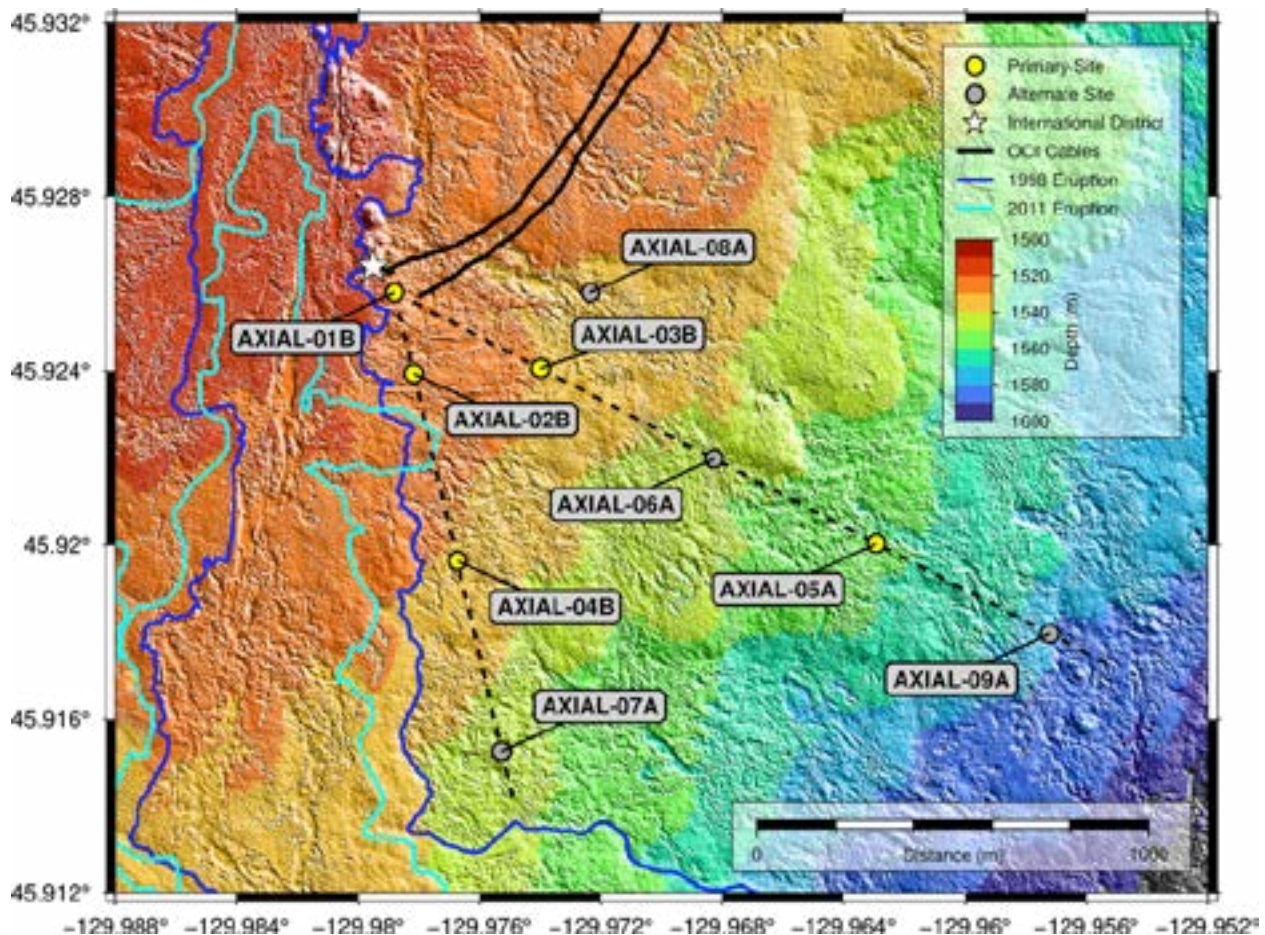 45.932°
Primary Site
Alternate Site
International District
OOI Cables
1998 Eruption
2011 Eruption
1500
1520
1540
1560
1580
1600
Depth (m)
45.928°
AXIAL-08A
AXIAL-01B
AXIAL-03B
45.924°
AXIAL-02B
AXIAL-06A
45.92°
AXIAL-05A
AXIAL-04B
AXIAL-09A
AXIAL-07A
45.916°
0
Distance (m)
1000
45.912°
−129.988° −129.984° −129.98° −129.976° −129.972° −129.968° −129.964° −129.96° −129.956° −129.952°